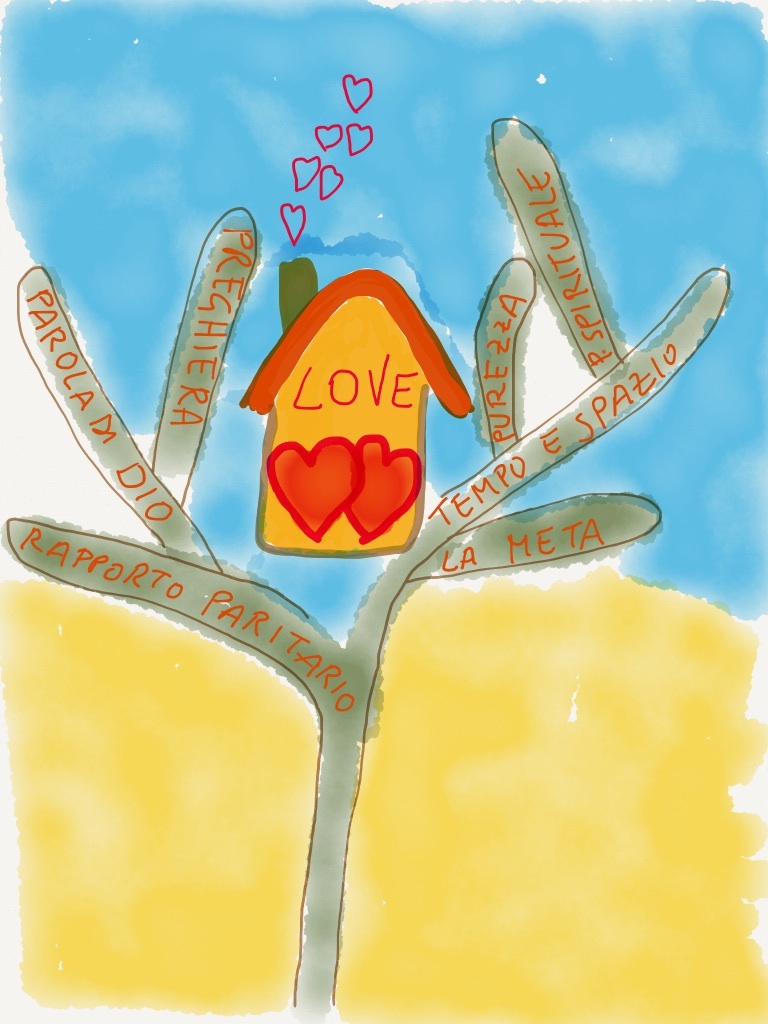 PAROLA DI DIO
PREGHIERA
RAPPORTO PARITARIO
LOVE
PUREZZA
P SPIRITUALE
TEMPO E SPAZIO
LA META